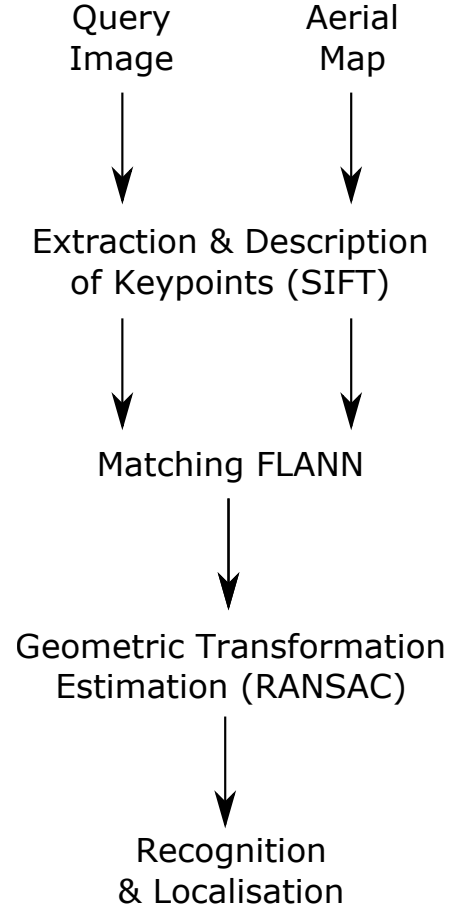 Query
Image
Aerial
Map
Extraction & Description
of Keypoints (SIFT)
Matching FLANN
Geometric Transformation
Estimation (RANSAC)
Recognition
& Localisation